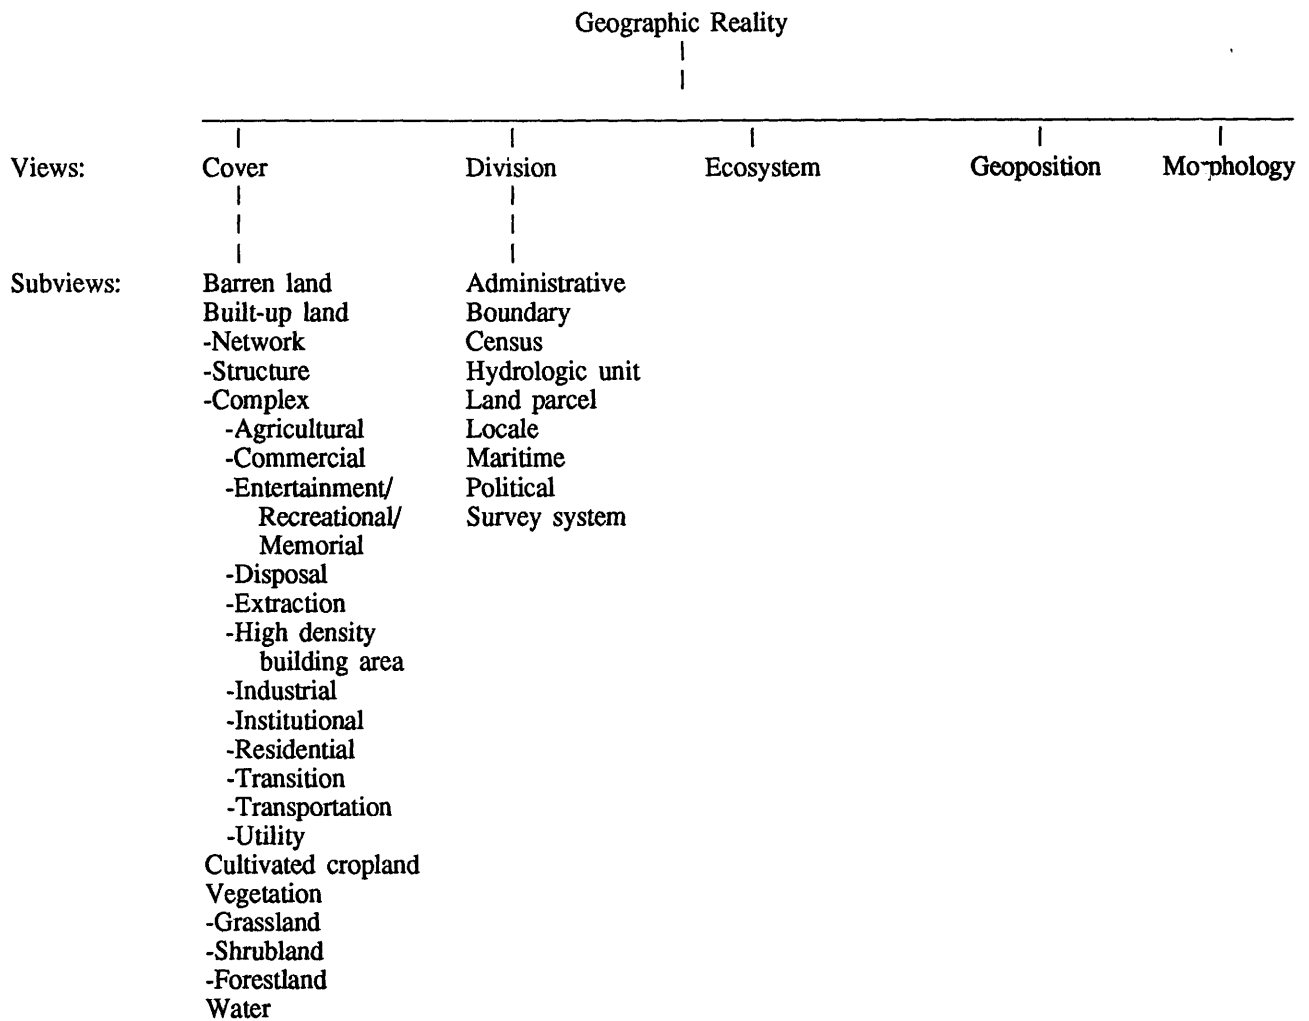 Geographic Reality
Views: Cover Division Ecosystem Geoposition Morphology
Subviews: Barren land Administrative
Built-up land Boundary
-Network Census
-Structure Hydrologic unit
-Complex Land parcel
-Agricultural Locale
-Commercial Maritime
-Entertainment/ Political
Recreational/ Survey system
Memorial
-Disposal
-Extraction
-High density
building area
-Industrial
-Institutional
-Residential
-Transition
-Transportation
-Utility
Cultivated cropland
Vegetation
-Grassland
-Shrubland
-Forestland
Water